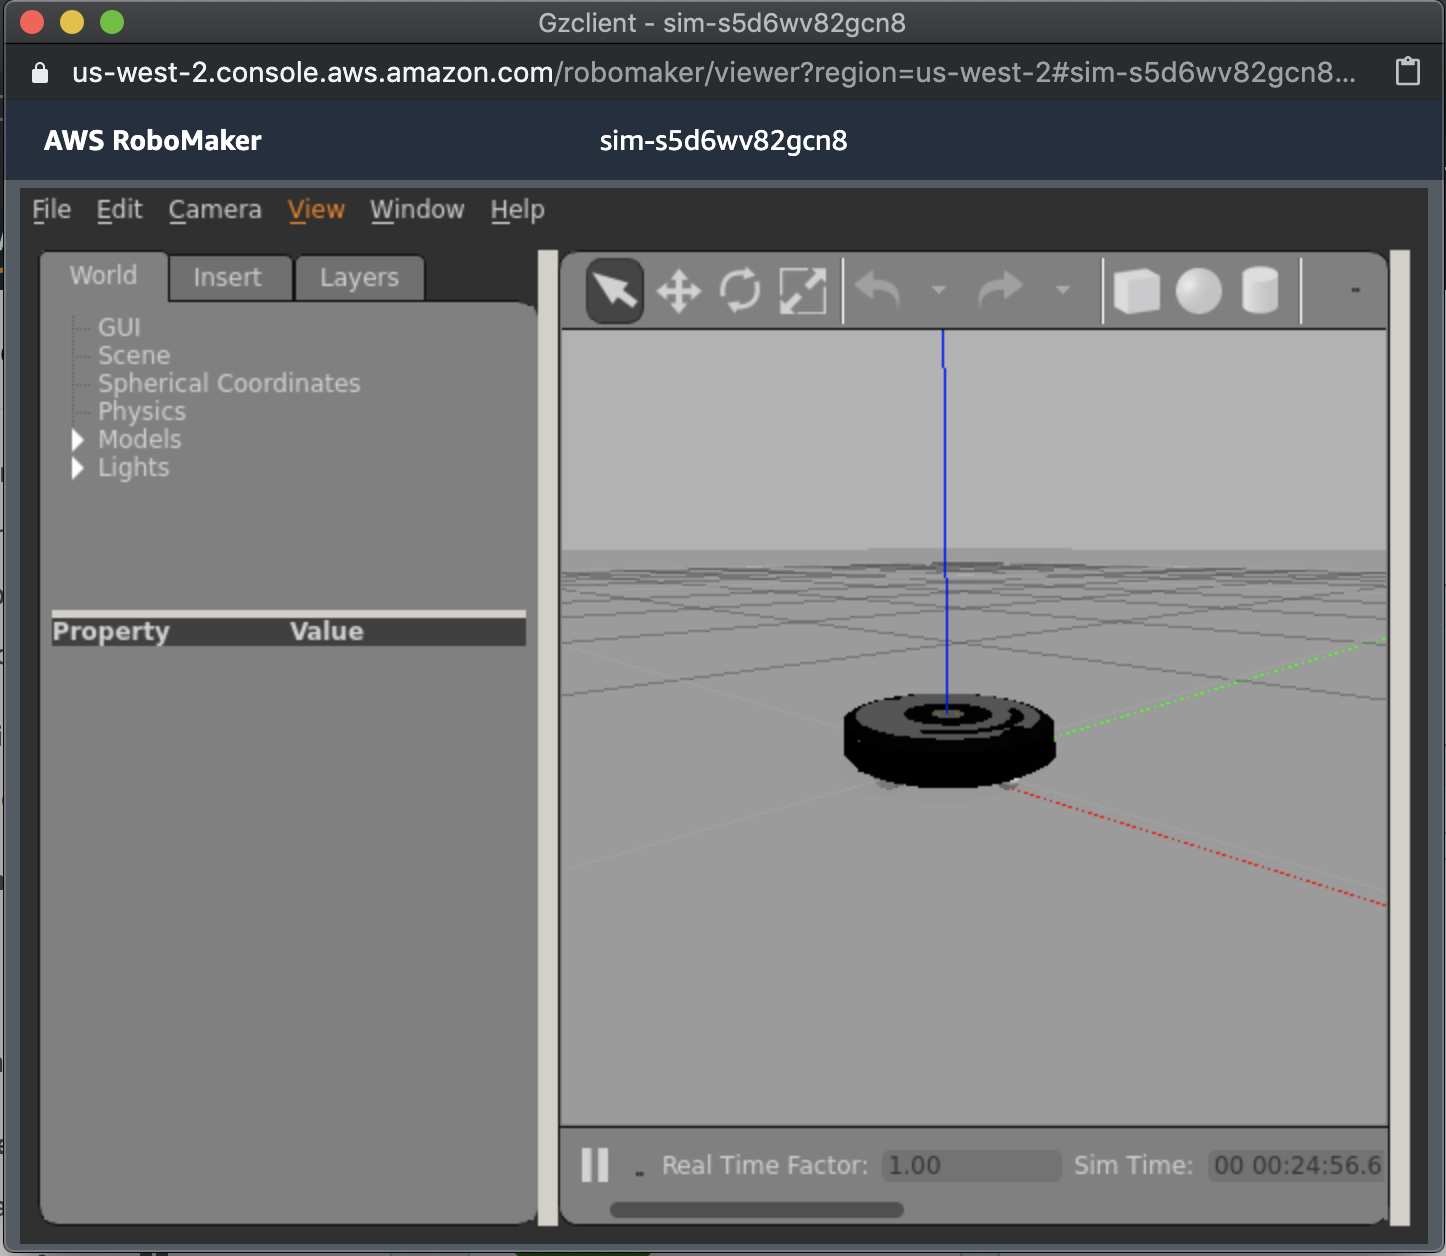 Gzclient - sim-s5d6wv82gcn8
us-west-2.console.aws.amazon.com/robomaker/viewer?region=us-west-2#sim-s5d6wv82gcn8...
AWS RoboMaker sim-s5d6wv82gcn8
File Edit Camera View Window Help
World Insert Layers
GUI
Scene
Spherical Coordinates
Physics
Models
Lights
Property Value
Real Time Factor: 1.00 Sim Time: 00 00:24:56.6